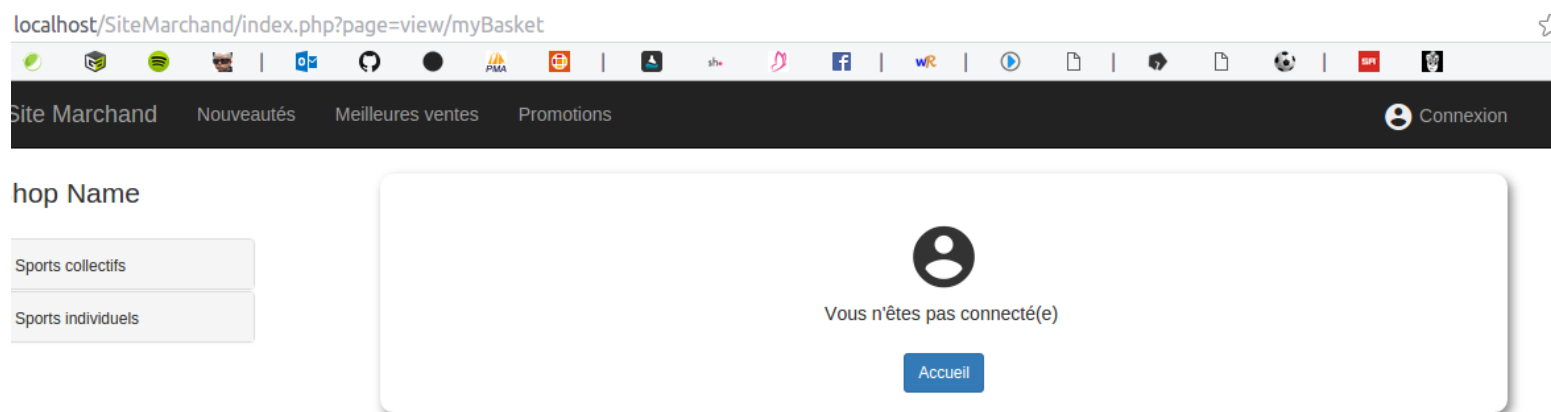 localhost/SiteMarchand/index.php?page=view/myBasket
PMA sh wR SFR
Site Marchand Nouveautés Meilleures ventes Promotions Connexion
hop Name
Sports collectifs
Sports individuels
Vous n'êtes pas connecté(e)
Accueil